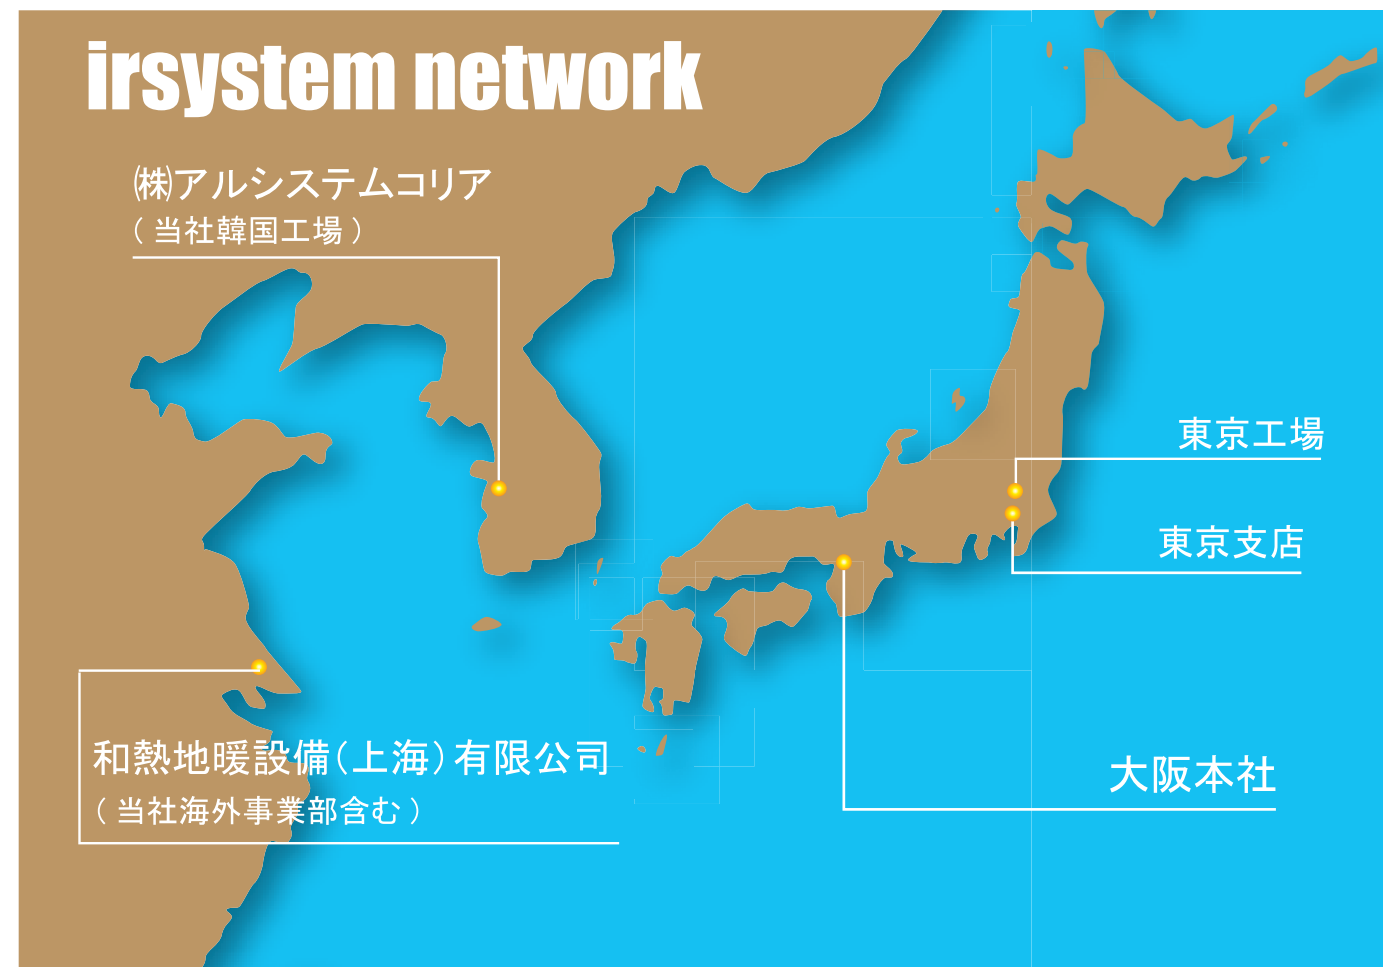 irsystem network
㈱アルシステムコリア
（当社韓国工場）
東京工場
東京支店
和熱地暖設備（上海）有限公司
（当社海外事業部含む）
大阪本社